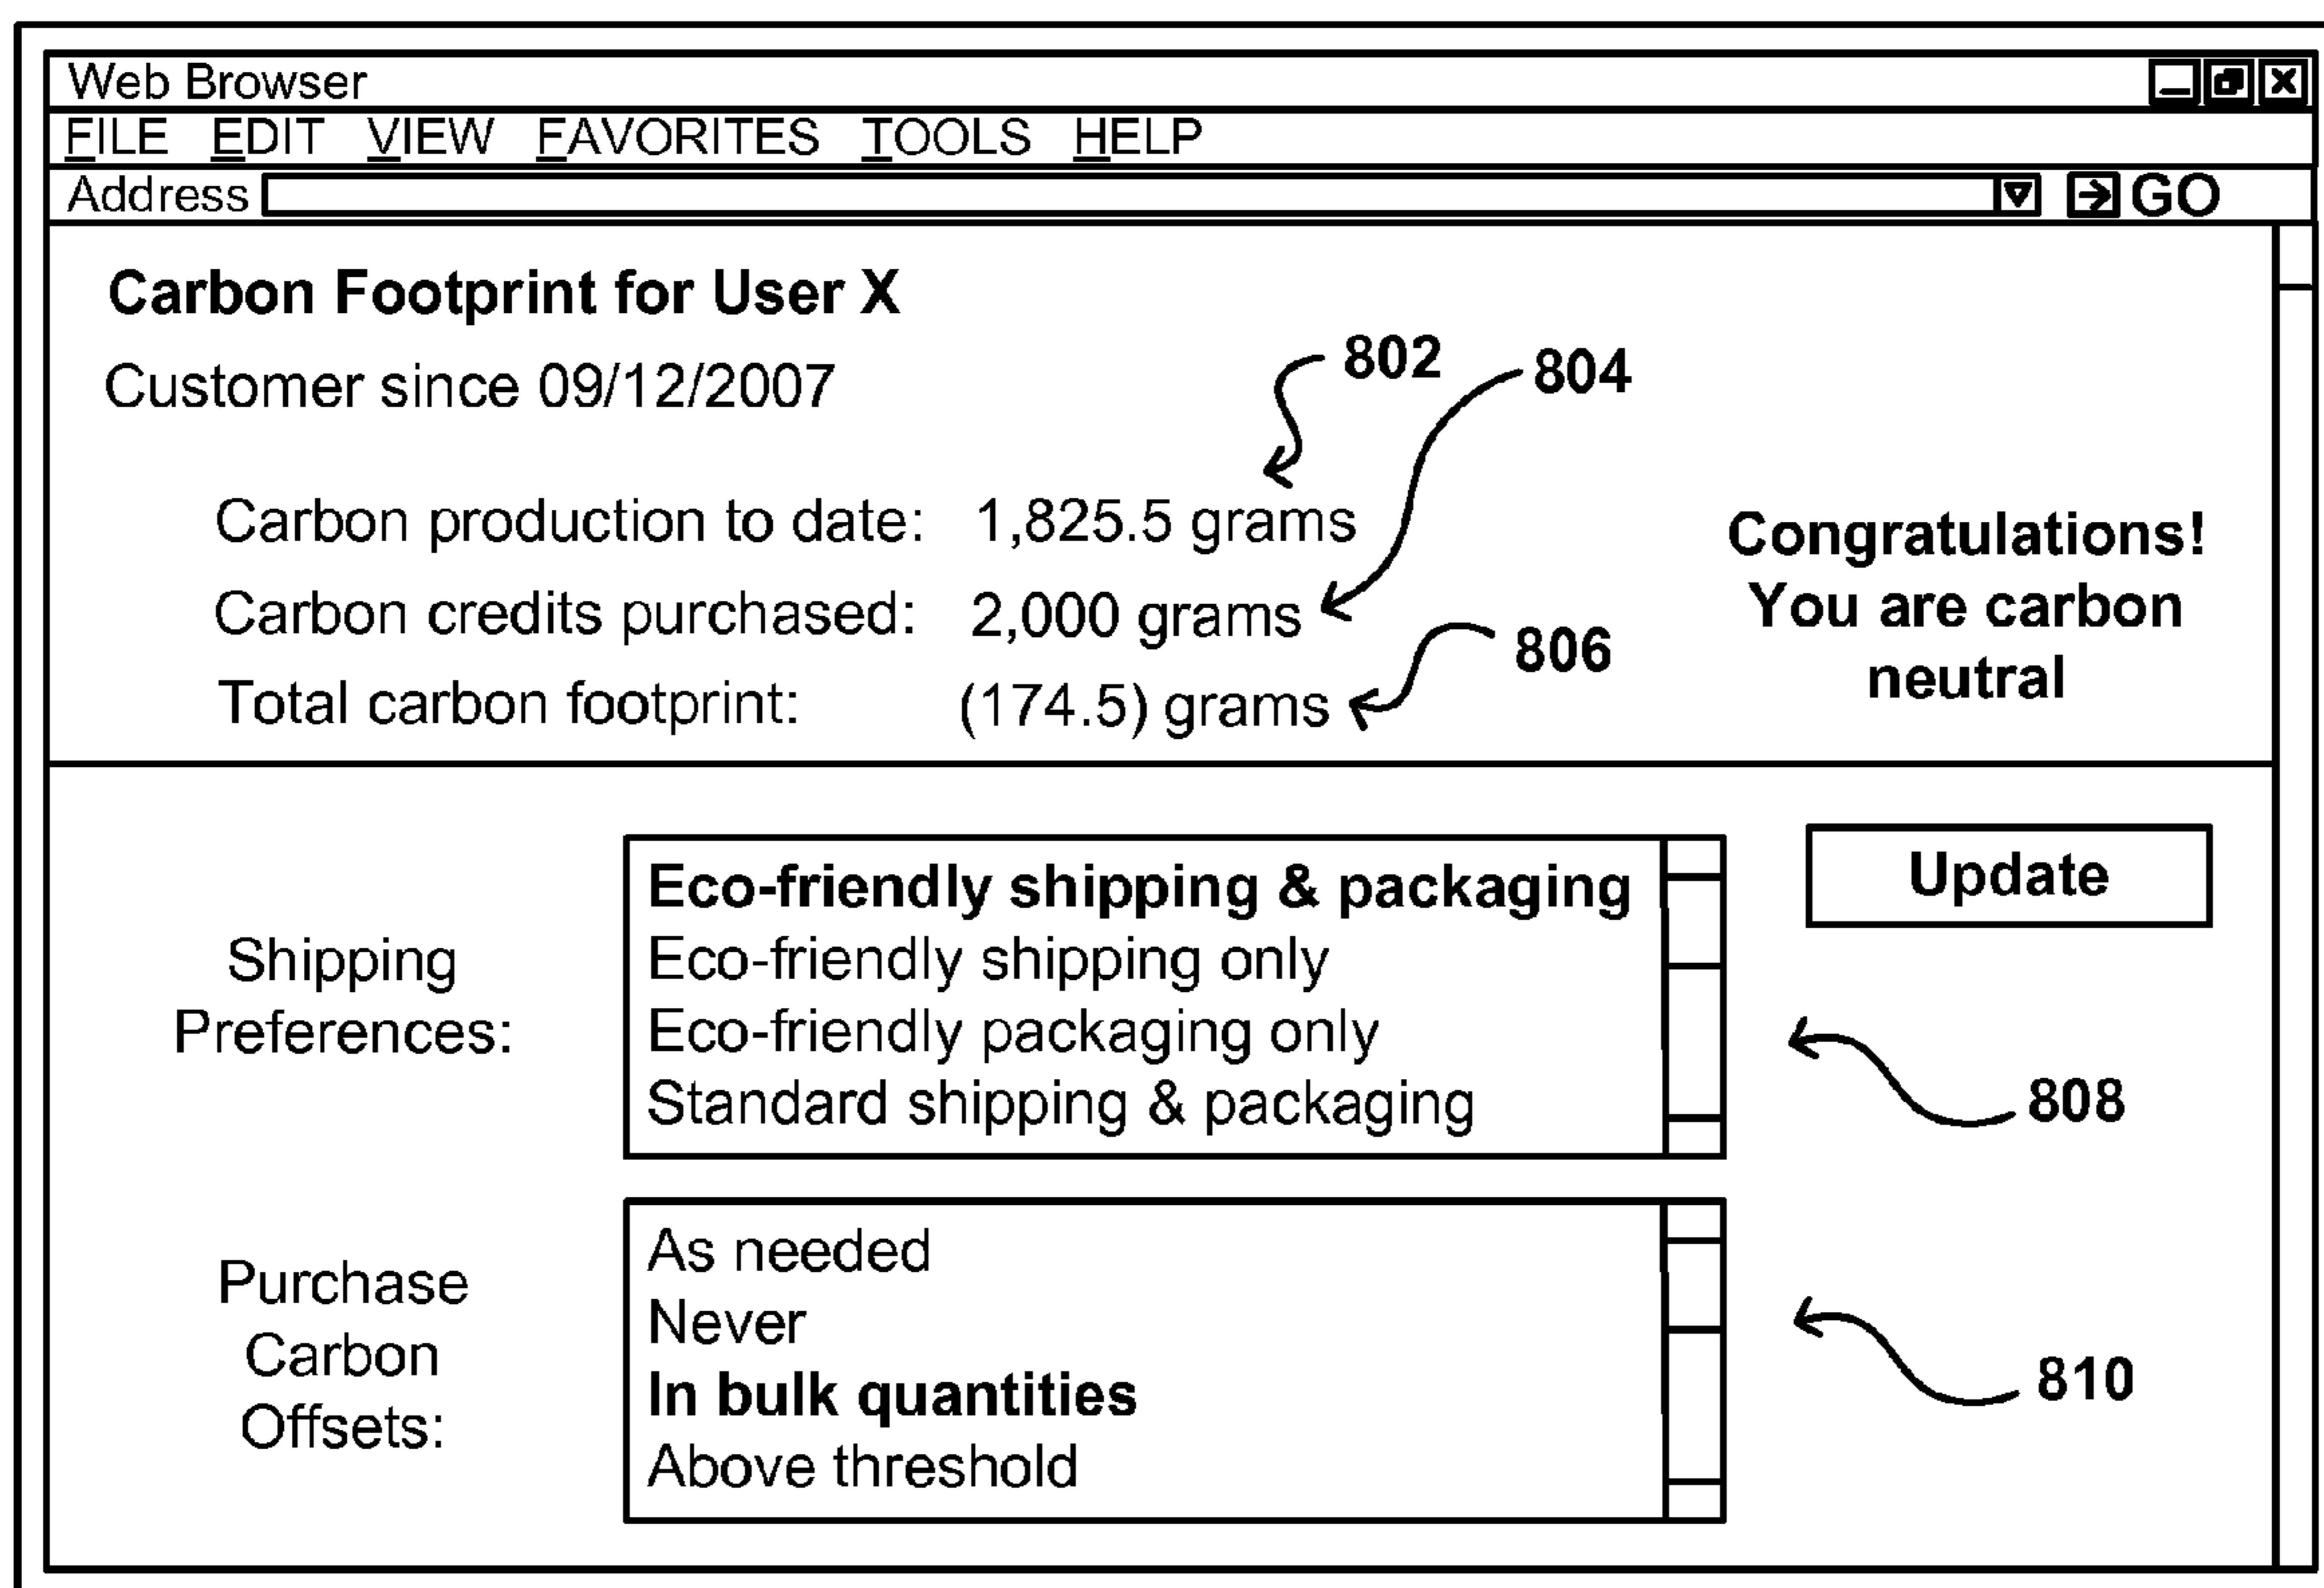 Web Browser
FILE EDIT VIEW FAVORITES TOOLS HELP
Address GO
Carbon Footprint for User X
Customer since 09/12/2007
802
804
Carbon production to date: 1,825.5 grams
Carbon credits purchased: 2,000 grams
806
Total carbon footprint: (174.5) grams
Congratulations!
You are carbon
neutral
Shipping
Preferences:
Eco-friendly shipping & packaging
Eco-friendly shipping only
Eco-friendly packaging only
Standard shipping & packaging
Update
808
Purchase
Carbon
Offsets:
As needed
Never
In bulk quantities
Above threshold
810